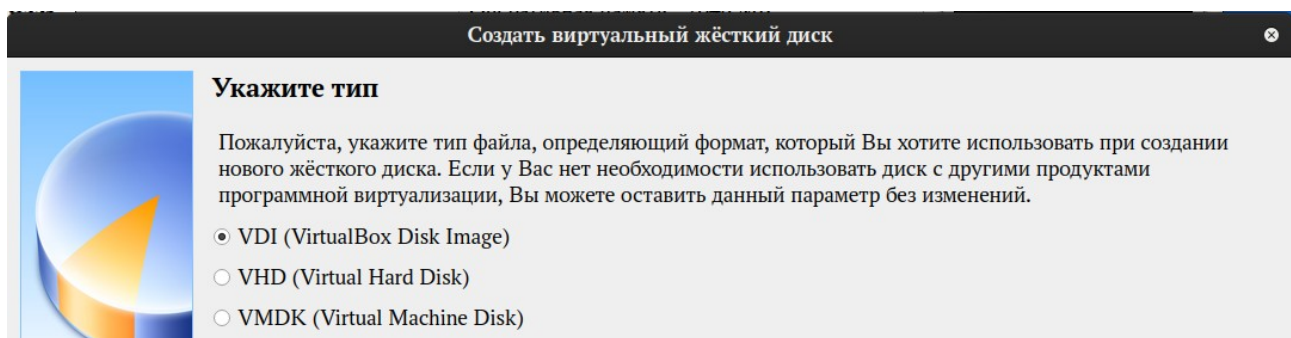 Создать виртуальный жёсткий диск
Укажите тип
Пожалуйста, укажите тип файла, определяющий формат, который Вы хотите использовать при создании
нового жёсткого диска. Если у Вас нет необходимости использовать диск с другими продуктами
программной виртуализации, Вы можете оставить данный параметр без изменений.
VDI (VirtualBox Disk Image)
VHD (Virtual Hard Disk)
VMDK (Virtual Machine Disk)